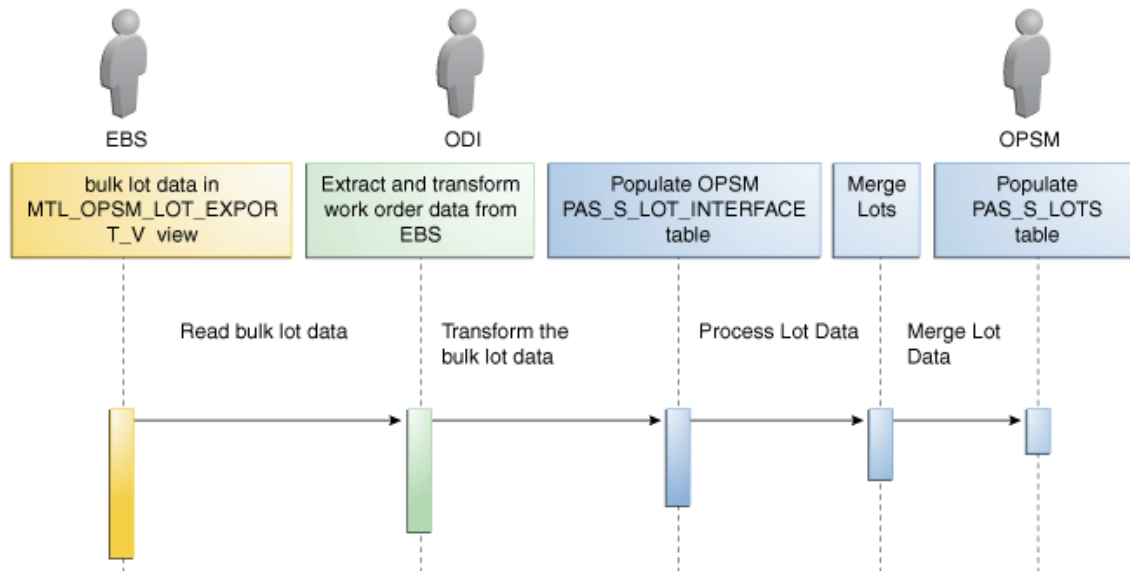 EBS
ODI
OPSM
bulk lot data in
MTL_OPSM_LOT_EXPOR
T_V view
Extract and transform
work order data from
EBS
Populate OPSM
PAS_S_LOT_INTERFACE
table
Merge
Lots
Populate
PAS_S_LOTS
table
Read bulk lot data
Transform the
bulk lot data
Process Lot Data
Merge Lot
Data